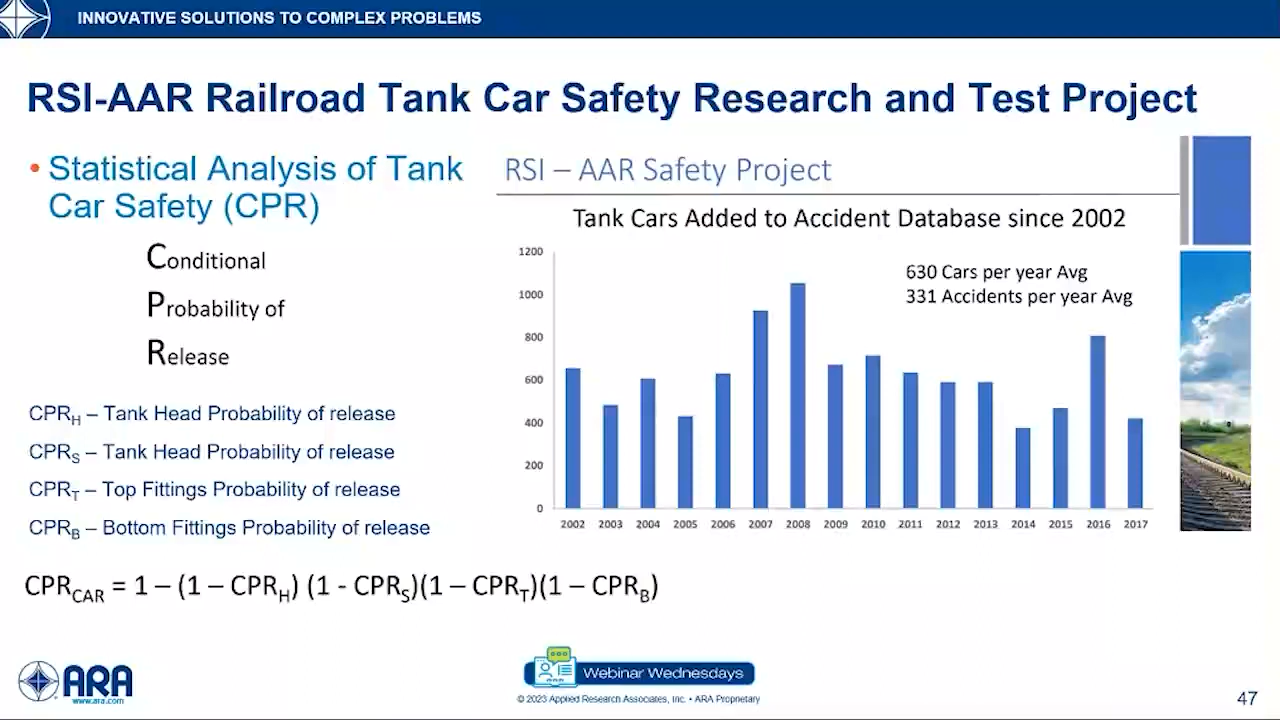 INNOVATIVE SOLUTIONS TO COMPLEX PROBLEMS
RSI-AAR Railroad Tank Car Safety Research and Test Project
• Statistical Analysis of Tank
Car Safety (CPR)
Conditional
Probability of
Release
CPRH – Tank Head Probability of release
CPRS – Tank Head Probability of release
CPRT – Top Fittings Probability of release
CPRB – Bottom Fittings Probability of release
CPRCAR = 1 – (1 – CPRH) (1 - CPRS)(1 – CPRT)(1 – CPRB)
RSI – AAR Safety Project
Tank Cars Added to Accident Database since 2002
630 Cars per year Avg
331 Accidents per year Avg
1200
1000
800
600
400
200
0
2002 2003 2004 2005 2006 2007 2008 2009 2010 2011 2012 2013 2014 2015 2016 2017
ARA
www.ara.com
Webinar Wednesdays
© 2023 Applied Research Associates, Inc. • ARA Proprietary
47